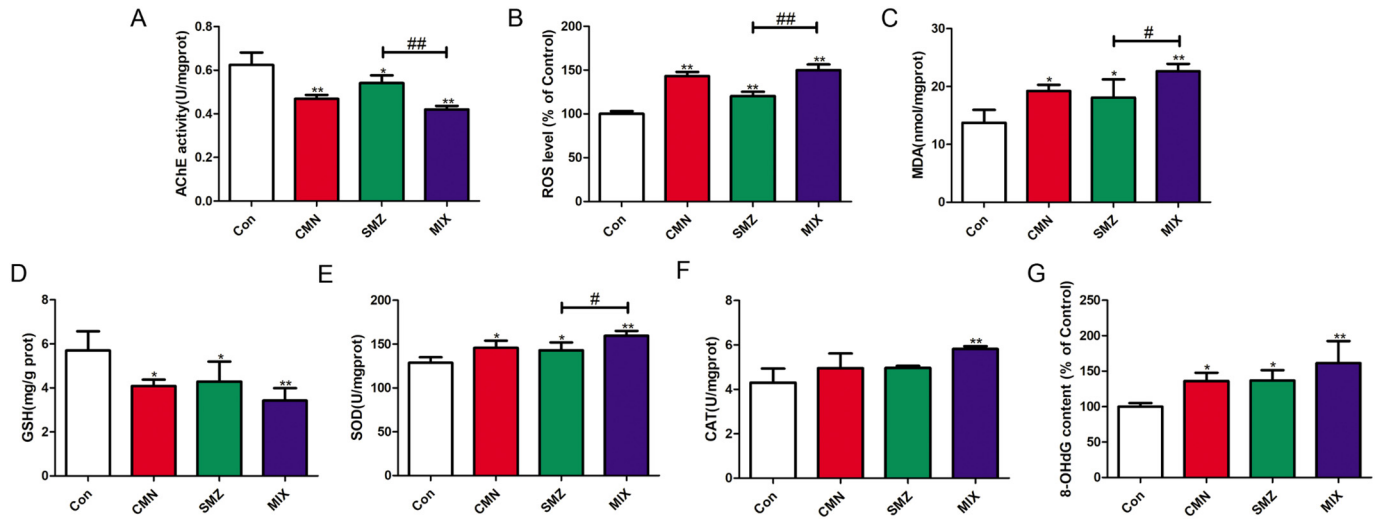 A
AChE activity(U/mgprot)
0.8
0.6
0.4
0.2
0.0
**
*
**
##
Con
CMN
SMZ
MIX
B
ROS level (% of Control)
200
150
100
50
0
**
**
**
##
Con
CMN
SMZ
MIX
C
MDA(nmol/mgprot)
30
20
10
0
*
*
**
#
Con
CMN
SMZ
MIX
D
GSH(mg/g prot)
8
6
4
2
0
*
*
**
Con
CMN
SMZ
MIX
E
SOD(U/mgprot)
200
150
100
50
0
*
*
**
#
Con
CMN
SMZ
MIX
F
CAT(U/mgprot)
8
6
4
2
0
**
Con
CMN
SMZ
MIX
G
8-OHdG content (% of Control)
250
200
150
100
50
0
*
*
**
Con
CMN
SMZ
MIX